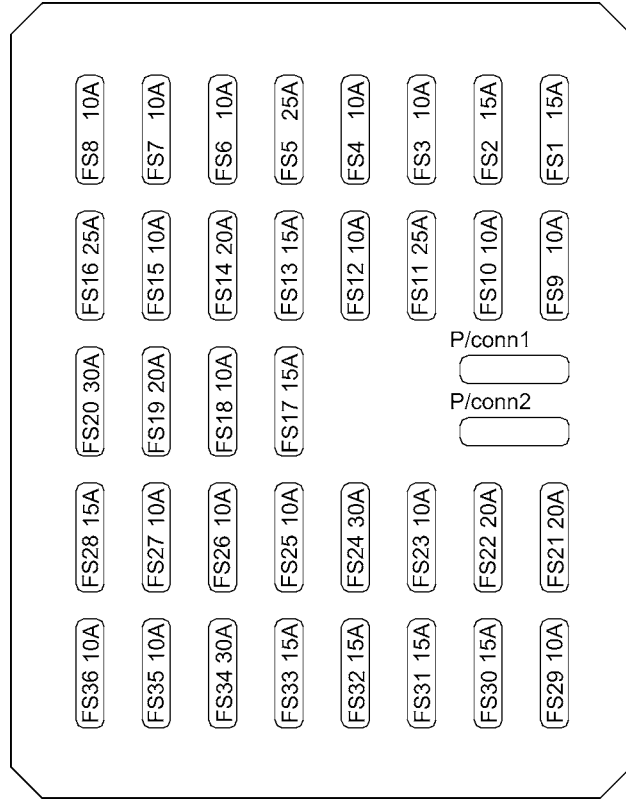 FS8 10A
FS7 10A
FS6 10A
FS5 25A
FS4 10A
FS3 10A
FS2 15A
FS1 15A
FS16 25A
FS15 10A
FS14 20A
FS13 15A
FS12 10A
FS11 25A
FS10 10A
FS9 10A
P/conn1
P/conn2
FS20 30A
FS19 20A
FS18 10A
FS17 15A
FS28 15A
FS27 10A
FS26 10A
FS25 10A
FS24 30A
FS23 10A
FS22 20A
FS21 20A
FS36 10A
FS35 10A
FS34 30A
FS33 15A
FS32 15A
FS31 15A
FS30 15A
FS29 10A